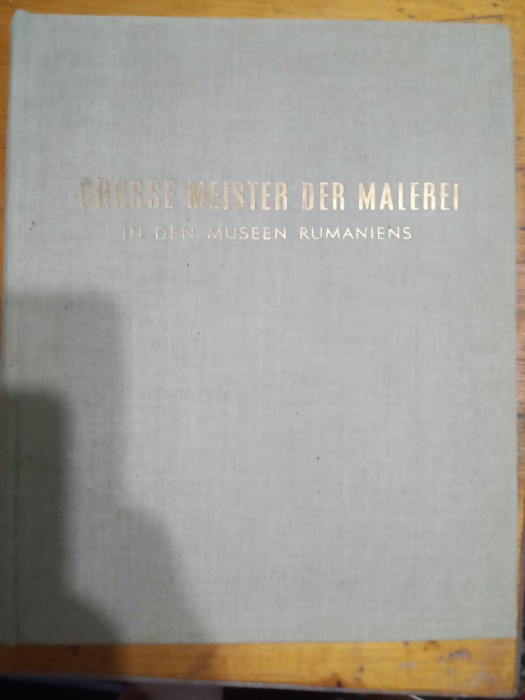 GROSSE MEISTER DER MALEREI
IN DEN MUSEEN RUMANIENS